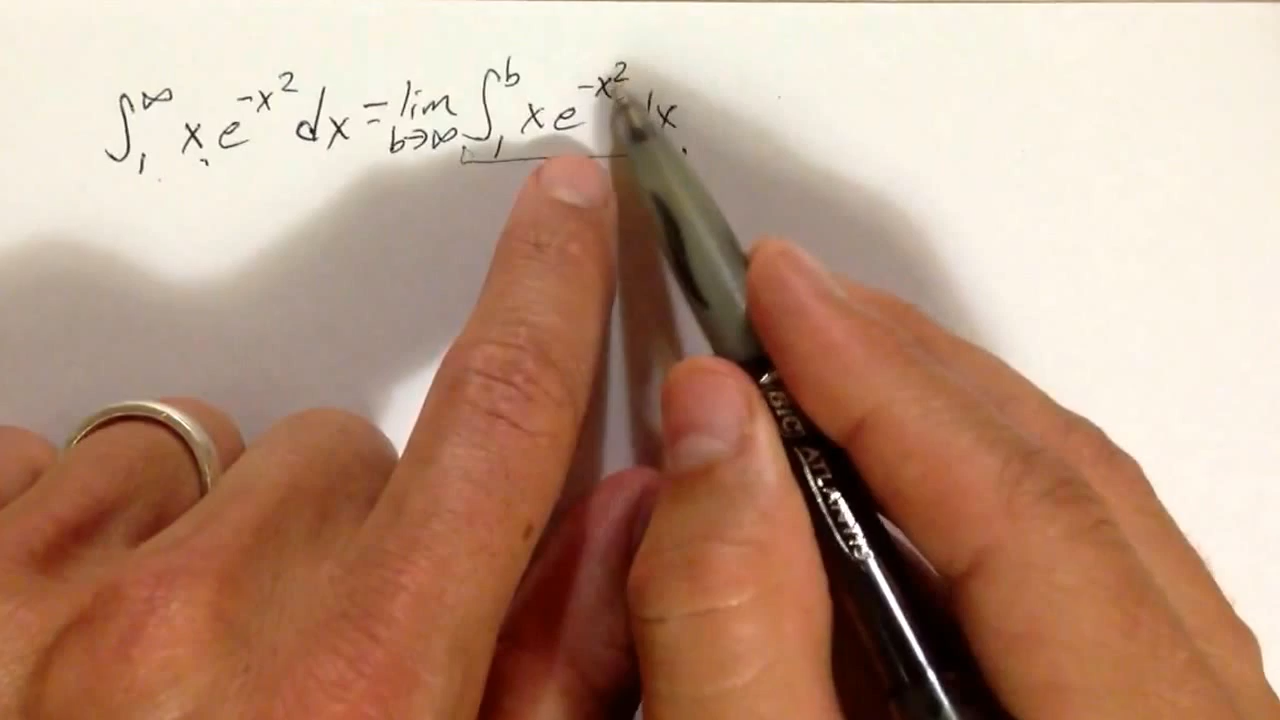 ∫₁^∞ x e^{-x²} dx = lim_{b→∞} ∫₁^b x e^{-x²} dx
BIC ATLANTIS